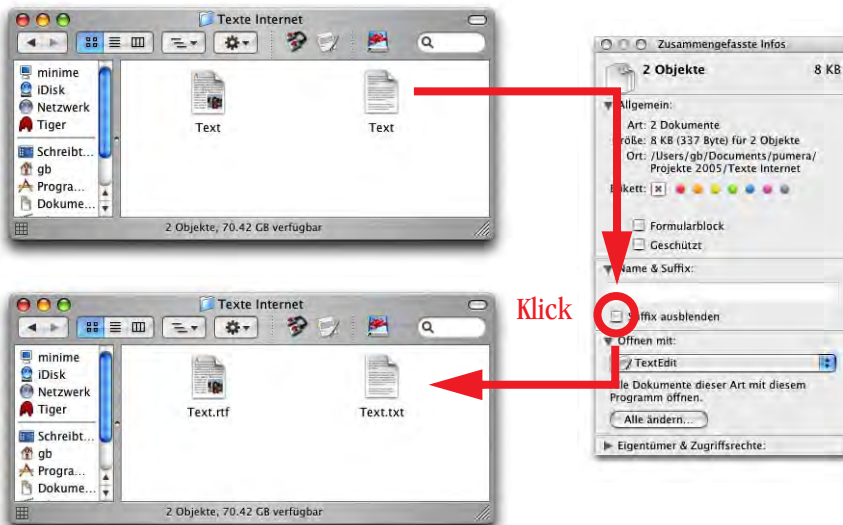 Texte Internet
minime
iDisk
Netzwerk
Tiger
Schreibt...
gb
Progra...
Dokume...
Text
Text
2 Objekte, 70.42 GB verfügbar
Zusammengefasste Infos
2 Objekte 8 KB
Allgemein:
Art: 2 Dokumente
8 KB (337 Byte) für 2 Objekte
Ort: /Users/gb/Documents/pumera/
Projekte 2005/Texte Internet
Formularblock
Geschützt
Name & Suffix:
Klick
Suffix ausblenden
Öffnen mit:
TextEdit
Dokumente dieser Art mit diesem
Programm öffnen.
Alle ändern...
Eigentümer & Zugriffsrechte:
Texte Internet
minime
iDisk
Netzwerk
Tiger
Schreibt...
gb
Progra...
Dokume...
Text.rtf
Text.txt
2 Objekte, 70.42 GB verfügbar